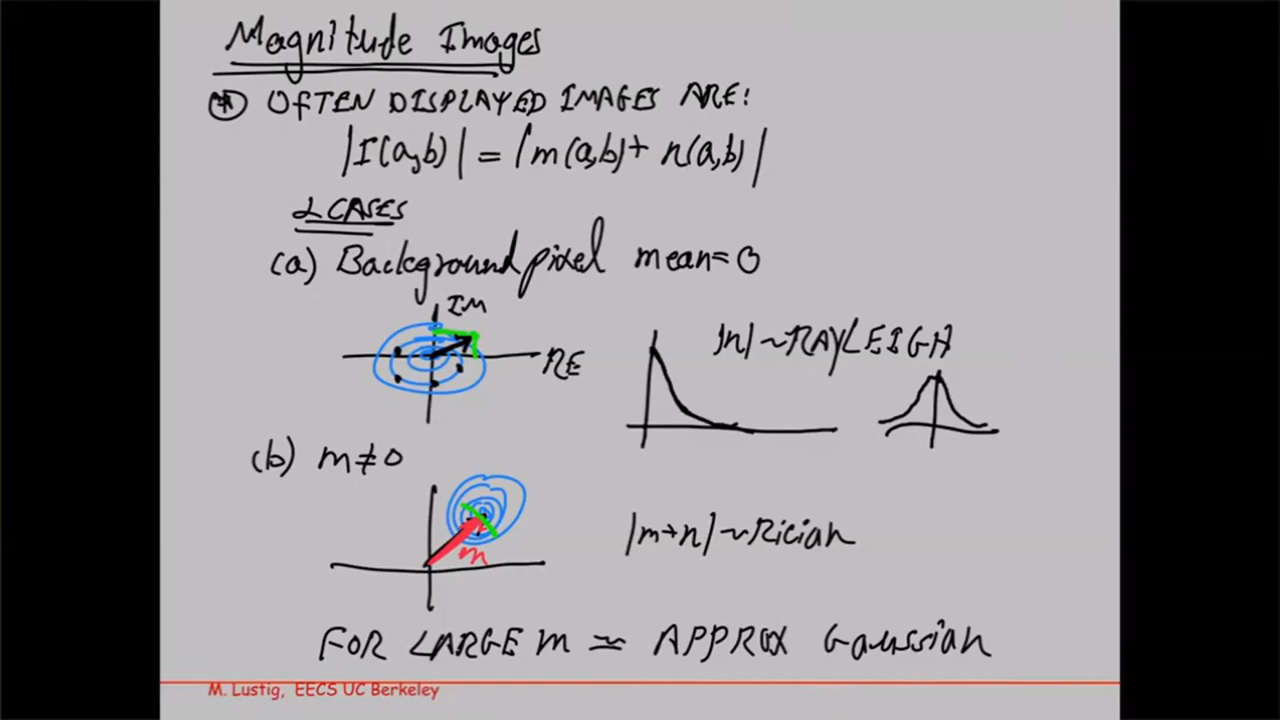 Magnitude Images
* OFTEN DISPLAYED IMAGES ARE:
|I(a,b)| = |m(a,b)+ n(a,b)|
2 CASES
(a) Background pixel mean=0
IM
RE
|n|~RAYLEIGH
(b) m≠0
m
|m+n|~Rician
FOR LARGE m ≃ APPROX Gaussian
M. Lustig, EECS UC Berkeley